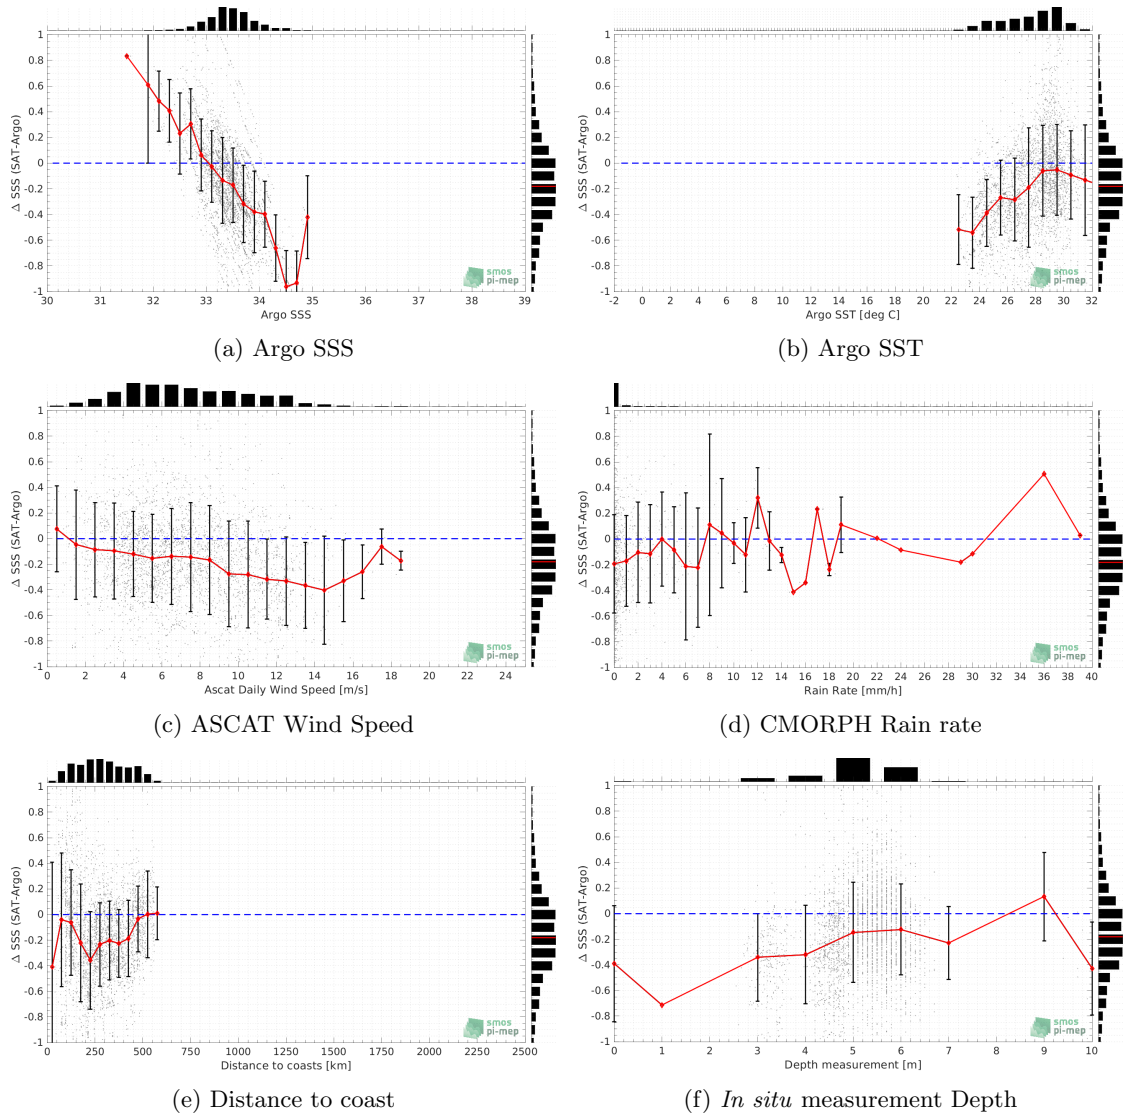 1
0.8
0.6
0.4
0.2
0
-0.2
-0.4
-0.6
-0.8
-1
Δ SSS (SAT-Argo)
30 31 32 33 34 35 36 37 38 39
Argo SSS
smos
pi-mep
(a) Argo SSS
1
0.8
0.6
0.4
0.2
0
-0.2
-0.4
-0.6
-0.8
-1
Δ SSS (SAT-Argo)
-2 0 2 4 6 8 10 12 14 16 18 20 22 24 26 28 30 32
Argo SST [deg C]
smos
pi-mep
(b) Argo SST
1
0.8
0.6
0.4
0.2
0
-0.2
-0.4
-0.6
-0.8
-1
Δ SSS (SAT-Argo)
0 2 4 6 8 10 12 14 16 18 20 22 24
Ascat Daily Wind Speed [m/s]
smos
pi-mep
(c) ASCAT Wind Speed
1
0.8
0.6
0.4
0.2
0
-0.2
-0.4
-0.6
-0.8
-1
Δ SSS (SAT-Argo)
0 2 4 6 8 10 12 14 16 18 20 22 24 26 28 30 32 34 36 38 40
Rain Rate [mm/h]
smos
pi-mep
(d) CMORPH Rain rate
1
0.8
0.6
0.4
0.2
0
-0.2
-0.4
-0.6
-0.8
-1
Δ SSS (SAT-Argo)
0 250 500 750 1000 1250 1500 1750 2000 2250 2500
Distance to coasts [km]
smos
pi-mep
(e) Distance to coast
1
0.8
0.6
0.4
0.2
0
-0.2
-0.4
-0.6
-0.8
-1
Δ SSS (SAT-Argo)
0 1 2 3 4 5 6 7 8 9 10
Depth measurement [m]
smos
pi-mep
(f) In situ measurement Depth